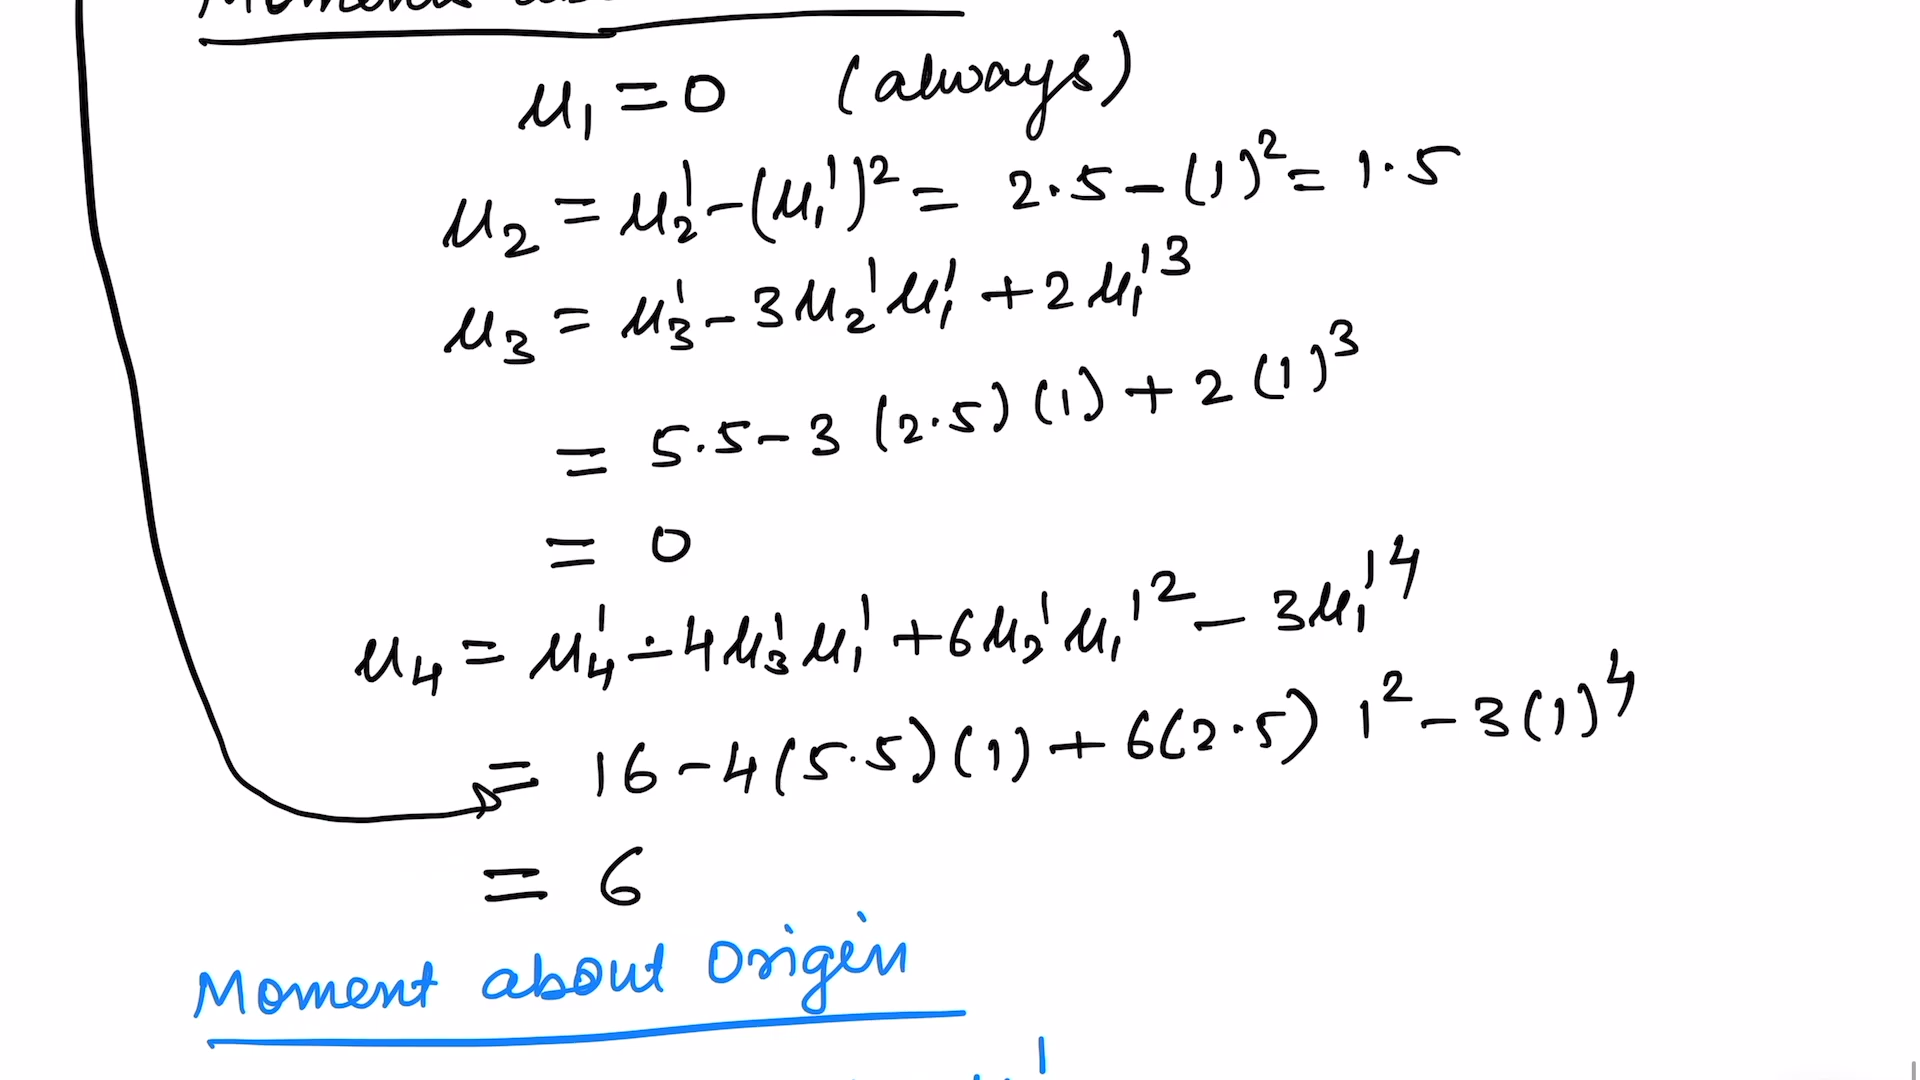 Moments
μ₁ = 0 (always)
μ₂ = μ₂' - (μ₁')² = 2.5 - (1)² = 1.5
μ₃ = μ₃' - 3μ₂'μ₁' + 2μ₁'³
= 5.5 - 3 (2.5) (1) + 2 (1)³
= 0
μ₄ = μ₄' - 4μ₃'μ₁' + 6μ₂'μ₁'² - 3μ₁'⁴
= 16 - 4 (5.5) (1) + 6(2.5) 1² - 3(1)⁴
= 6
Moment about Origin